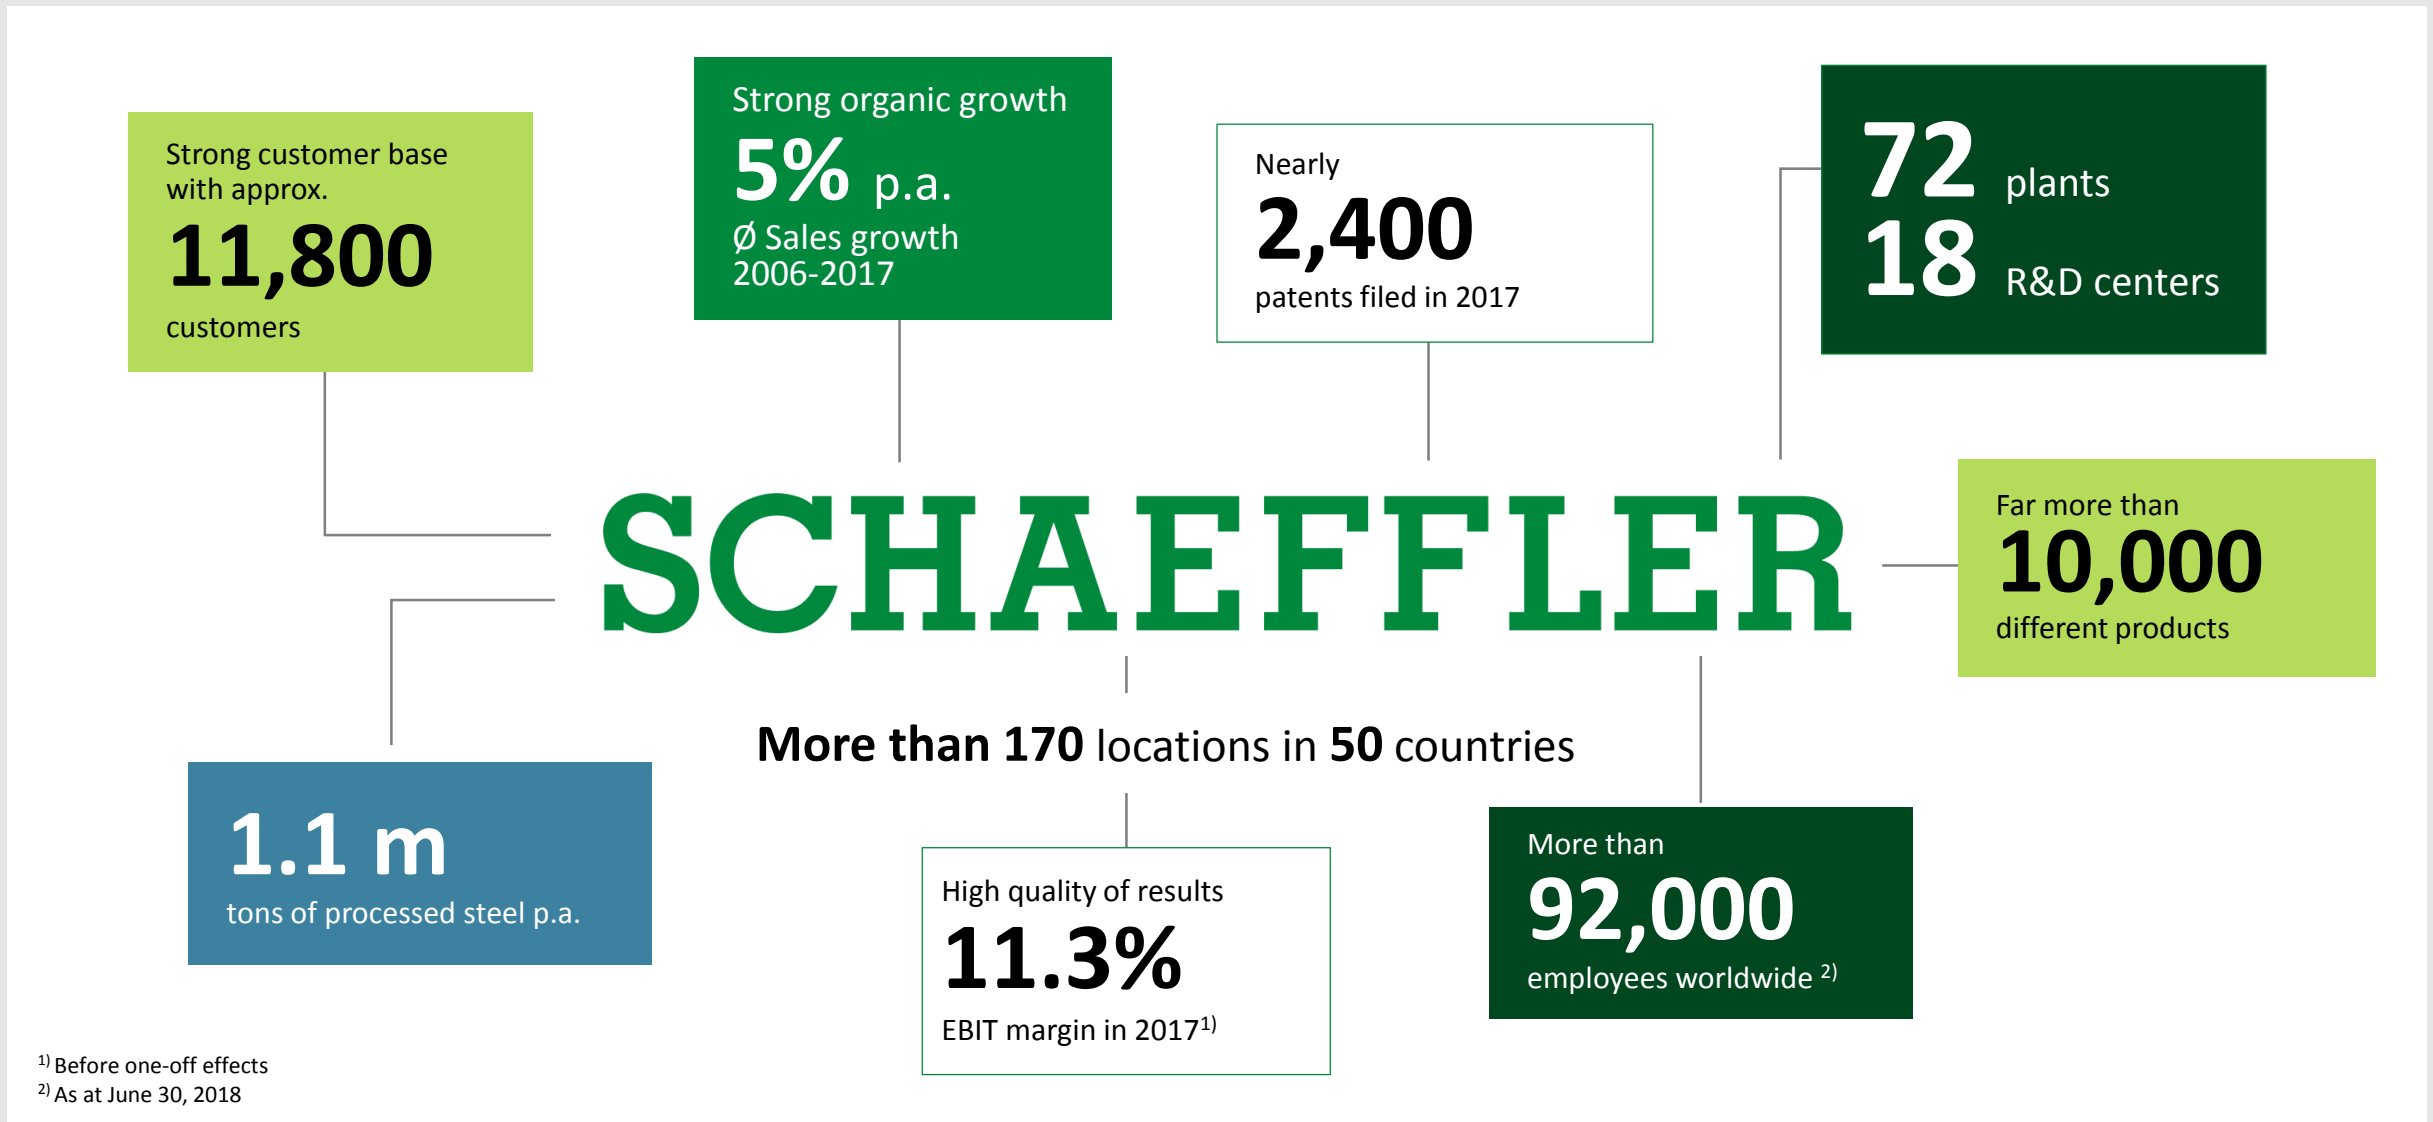 Strong customer base
with approx.
11,800
customers
Strong organic growth
5% p.a.
Ø Sales growth
2006-2017
Nearly
2,400
patents filed in 2017
72 plants
18 R&D centers
SCHAEFFLER
Far more than
10,000
different products
More than 170 locations in 50 countries
1.1 m
tons of processed steel p.a.
High quality of results
11.3%
EBIT margin in 2017¹⁾
More than
92,000
employees worldwide ²⁾
¹⁾ Before one-off effects
²⁾ As at June 30, 2018